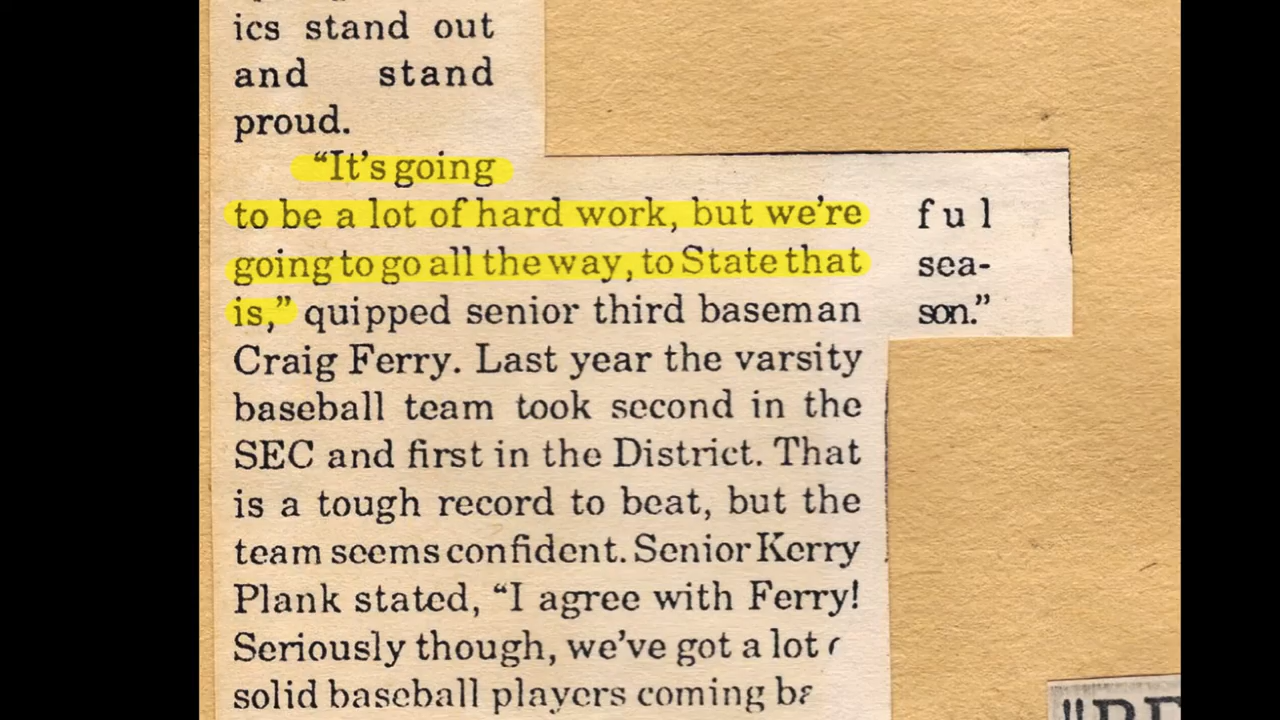 ics stand out
and stand
proud.
“It’s going
to be a lot of hard work, but we’re
going to go all the way, to State that
is,” quipped senior third baseman
Craig Ferry. Last year the varsity
baseball team took second in the
SEC and first in the District. That
is a tough record to beat, but the
team seems confident. Senior Kerry
Plank stated, “I agree with Ferry!
Seriously though, we’ve got a lot
solid baseball players coming
ful
sea-
son.”